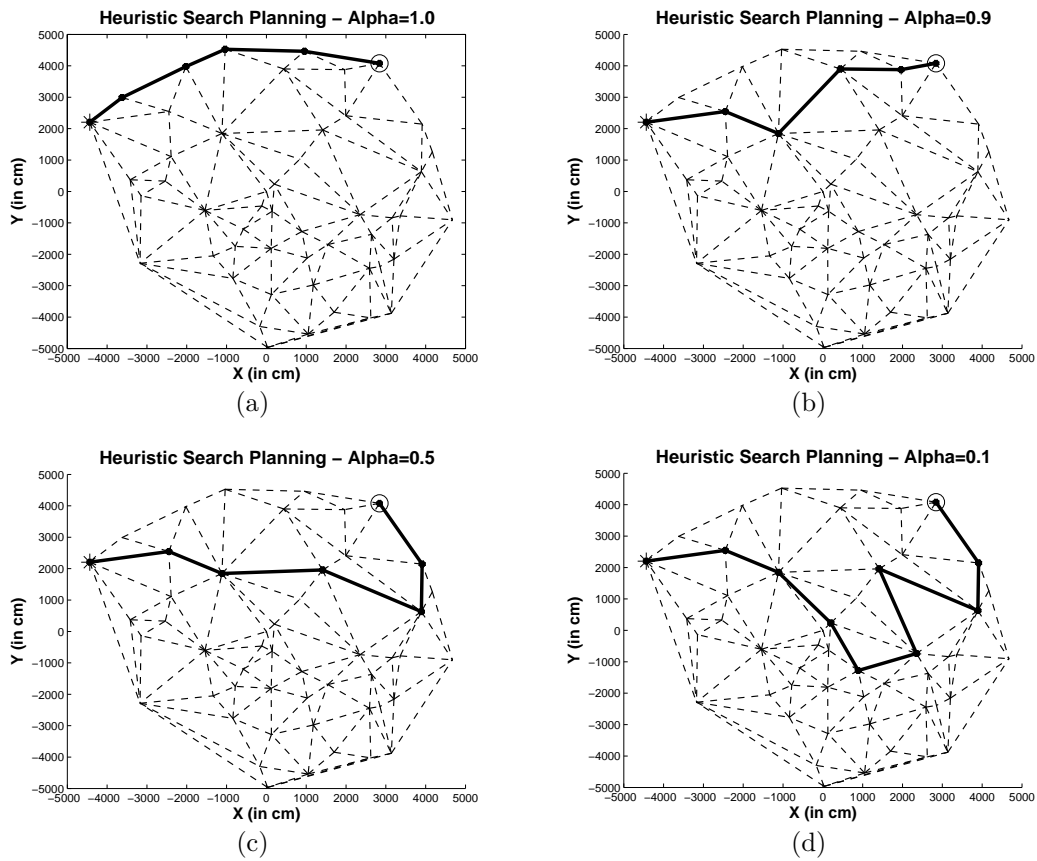 Heuristic Search Planning − Alpha=1.0
5000
4000
3000
2000
1000
0
−1000
−2000
−3000
−4000
−5000
Y (in cm)
−5000 −4000 −3000 −2000 −1000 0 1000 2000 3000 4000 5000
X (in cm)
(a)
Heuristic Search Planning − Alpha=0.9
5000
4000
3000
2000
1000
0
−1000
−2000
−3000
−4000
−5000
Y (in cm)
−5000 −4000 −3000 −2000 −1000 0 1000 2000 3000 4000 5000
X (in cm)
(b)
Heuristic Search Planning − Alpha=0.5
5000
4000
3000
2000
1000
0
−1000
−2000
−3000
−4000
−5000
Y (in cm)
−5000 −4000 −3000 −2000 −1000 0 1000 2000 3000 4000 5000
X (in cm)
(c)
Heuristic Search Planning − Alpha=0.1
5000
4000
3000
2000
1000
0
−1000
−2000
−3000
−4000
−5000
Y (in cm)
−5000 −4000 −3000 −2000 −1000 0 1000 2000 3000 4000 5000
X (in cm)
(d)